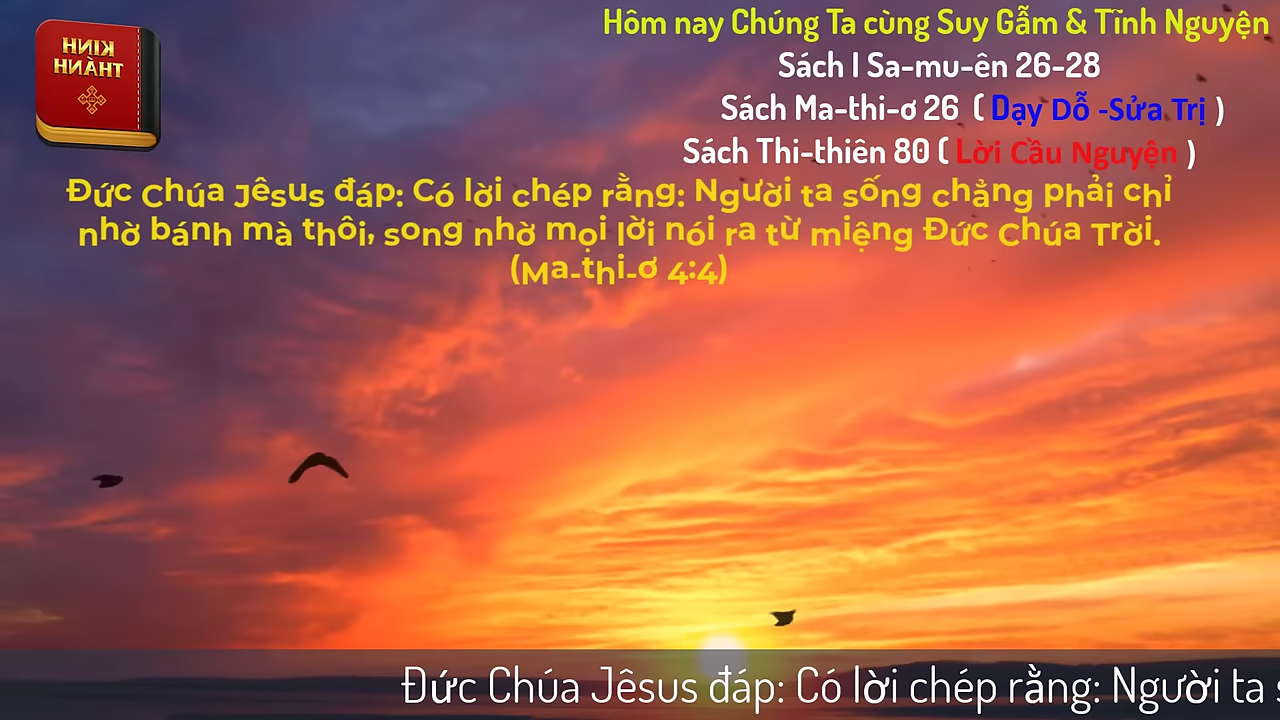 KINH
THÀNH
Hôm nay Chúng Ta cùng Suy Gẫm & Tĩnh Nguyện
Sách I Sa-mu-ên 26-28
Sách Ma-thi-ơ 26 ( Dạy Dỗ -Sửa Trị )
Sách Thi-thiên 80 ( Lời Cầu Nguyện )
Đức Chúa Jêsus đáp: Có lời chép rằng: Người ta sống chẳng phải chỉ
nhờ bánh mà thôi, song nhờ mọi lời nói ra từ miệng Đức Chúa Trời.
(Ma-thi-ơ 4:4)
Đức Chúa Jêsus đáp: Có lời chép rằng: Người ta